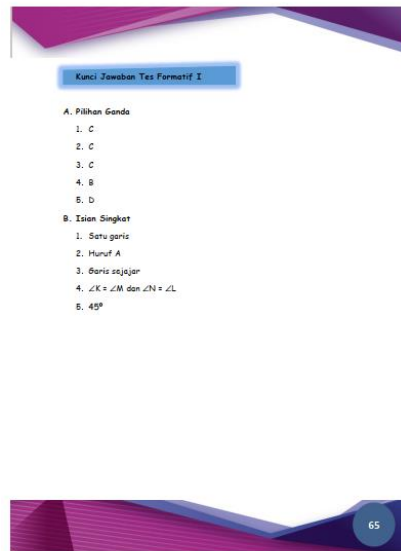 Kunci Jawaban Tes Formatif I
A. Pilihan Ganda
1. C
2. C
3. C
4. B
5. D
B. Isian Singkat
1. Satu garis
2. Huruf A
3. Garis sejajar
4. ∠K = ∠M dan ∠N = ∠L
5. 45⁰
65